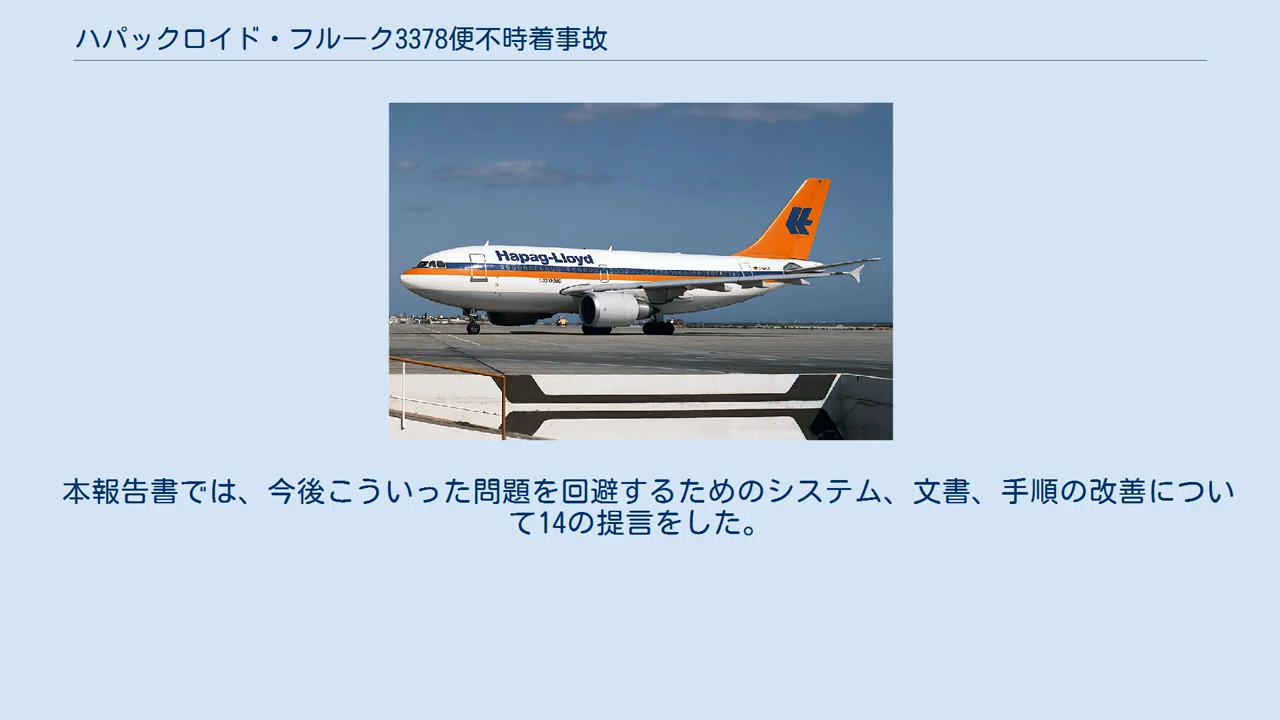 ハパックロイド・フルーク3378便不時着事故
Hapag-Lloyd
本報告書では、今後こういった問題を回避するためのシステム、文書、手順の改善につい
て14の提言をした。